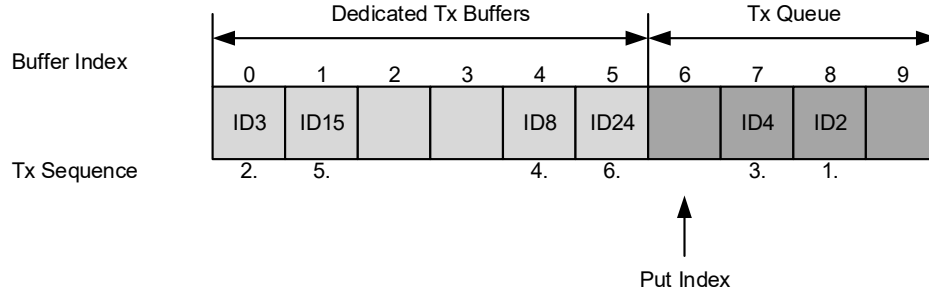 Dedicated Tx Buffers Tx Queue
Buffer Index 0 1 2 3 4 5 6 7 8 9
ID3 ID15 ID8 ID24 ID4 ID2
Tx Sequence 2. 5. 4. 6. 3. 1.
Put Index